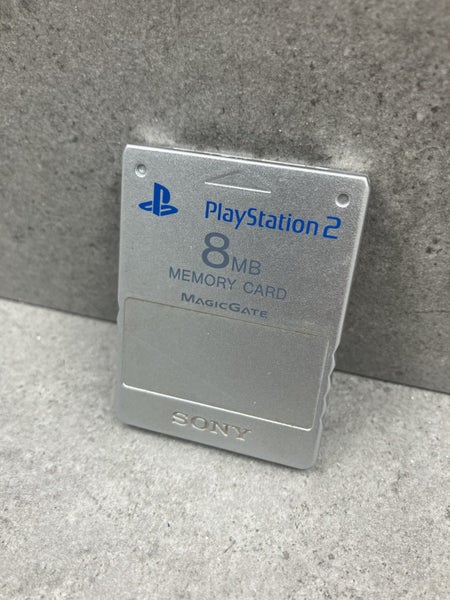 PlayStation 2
8MB
MEMORY CARD
MAGICGATE
SONY